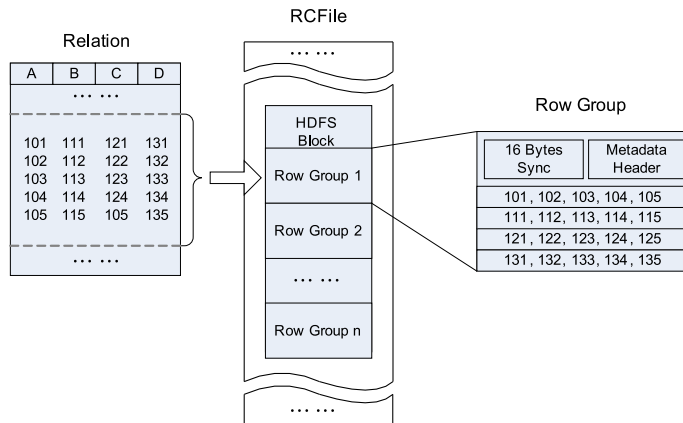 RCFile
Relation
A B C D
... ...
101 111 121 131
102 112 122 132
103 113 123 133
104 114 124 134
105 115 105 135
... ...
... ...
HDFS
Block
Row Group 1
Row Group 2
... ...
Row Group n
... ...
Row Group
16 Bytes
Sync
Metadata
Header
101, 102, 103, 104, 105
111, 112, 113, 114, 115
121, 122, 123, 124, 125
131, 132, 133, 134, 135